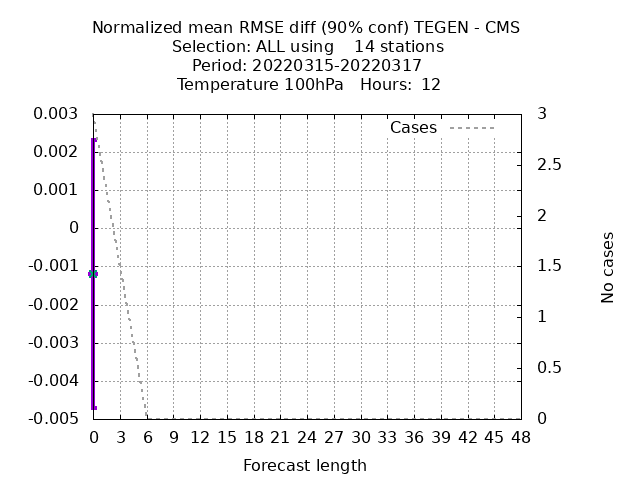 Normalized mean RMSE diff (90% conf) TEGEN - CMS
Selection: ALL using    14 stations
Period: 20220315-20220317
Temperature 100hPa   Hours:  12
Cases
0.003
0.002
0.001
0
-0.001
-0.002
-0.003
-0.004
-0.005
3
2.5
2
1.5
1
0.5
0
No cases
0 3 6 9 12 15 18 21 24 27 30 33 36 39 42 45 48
Forecast length